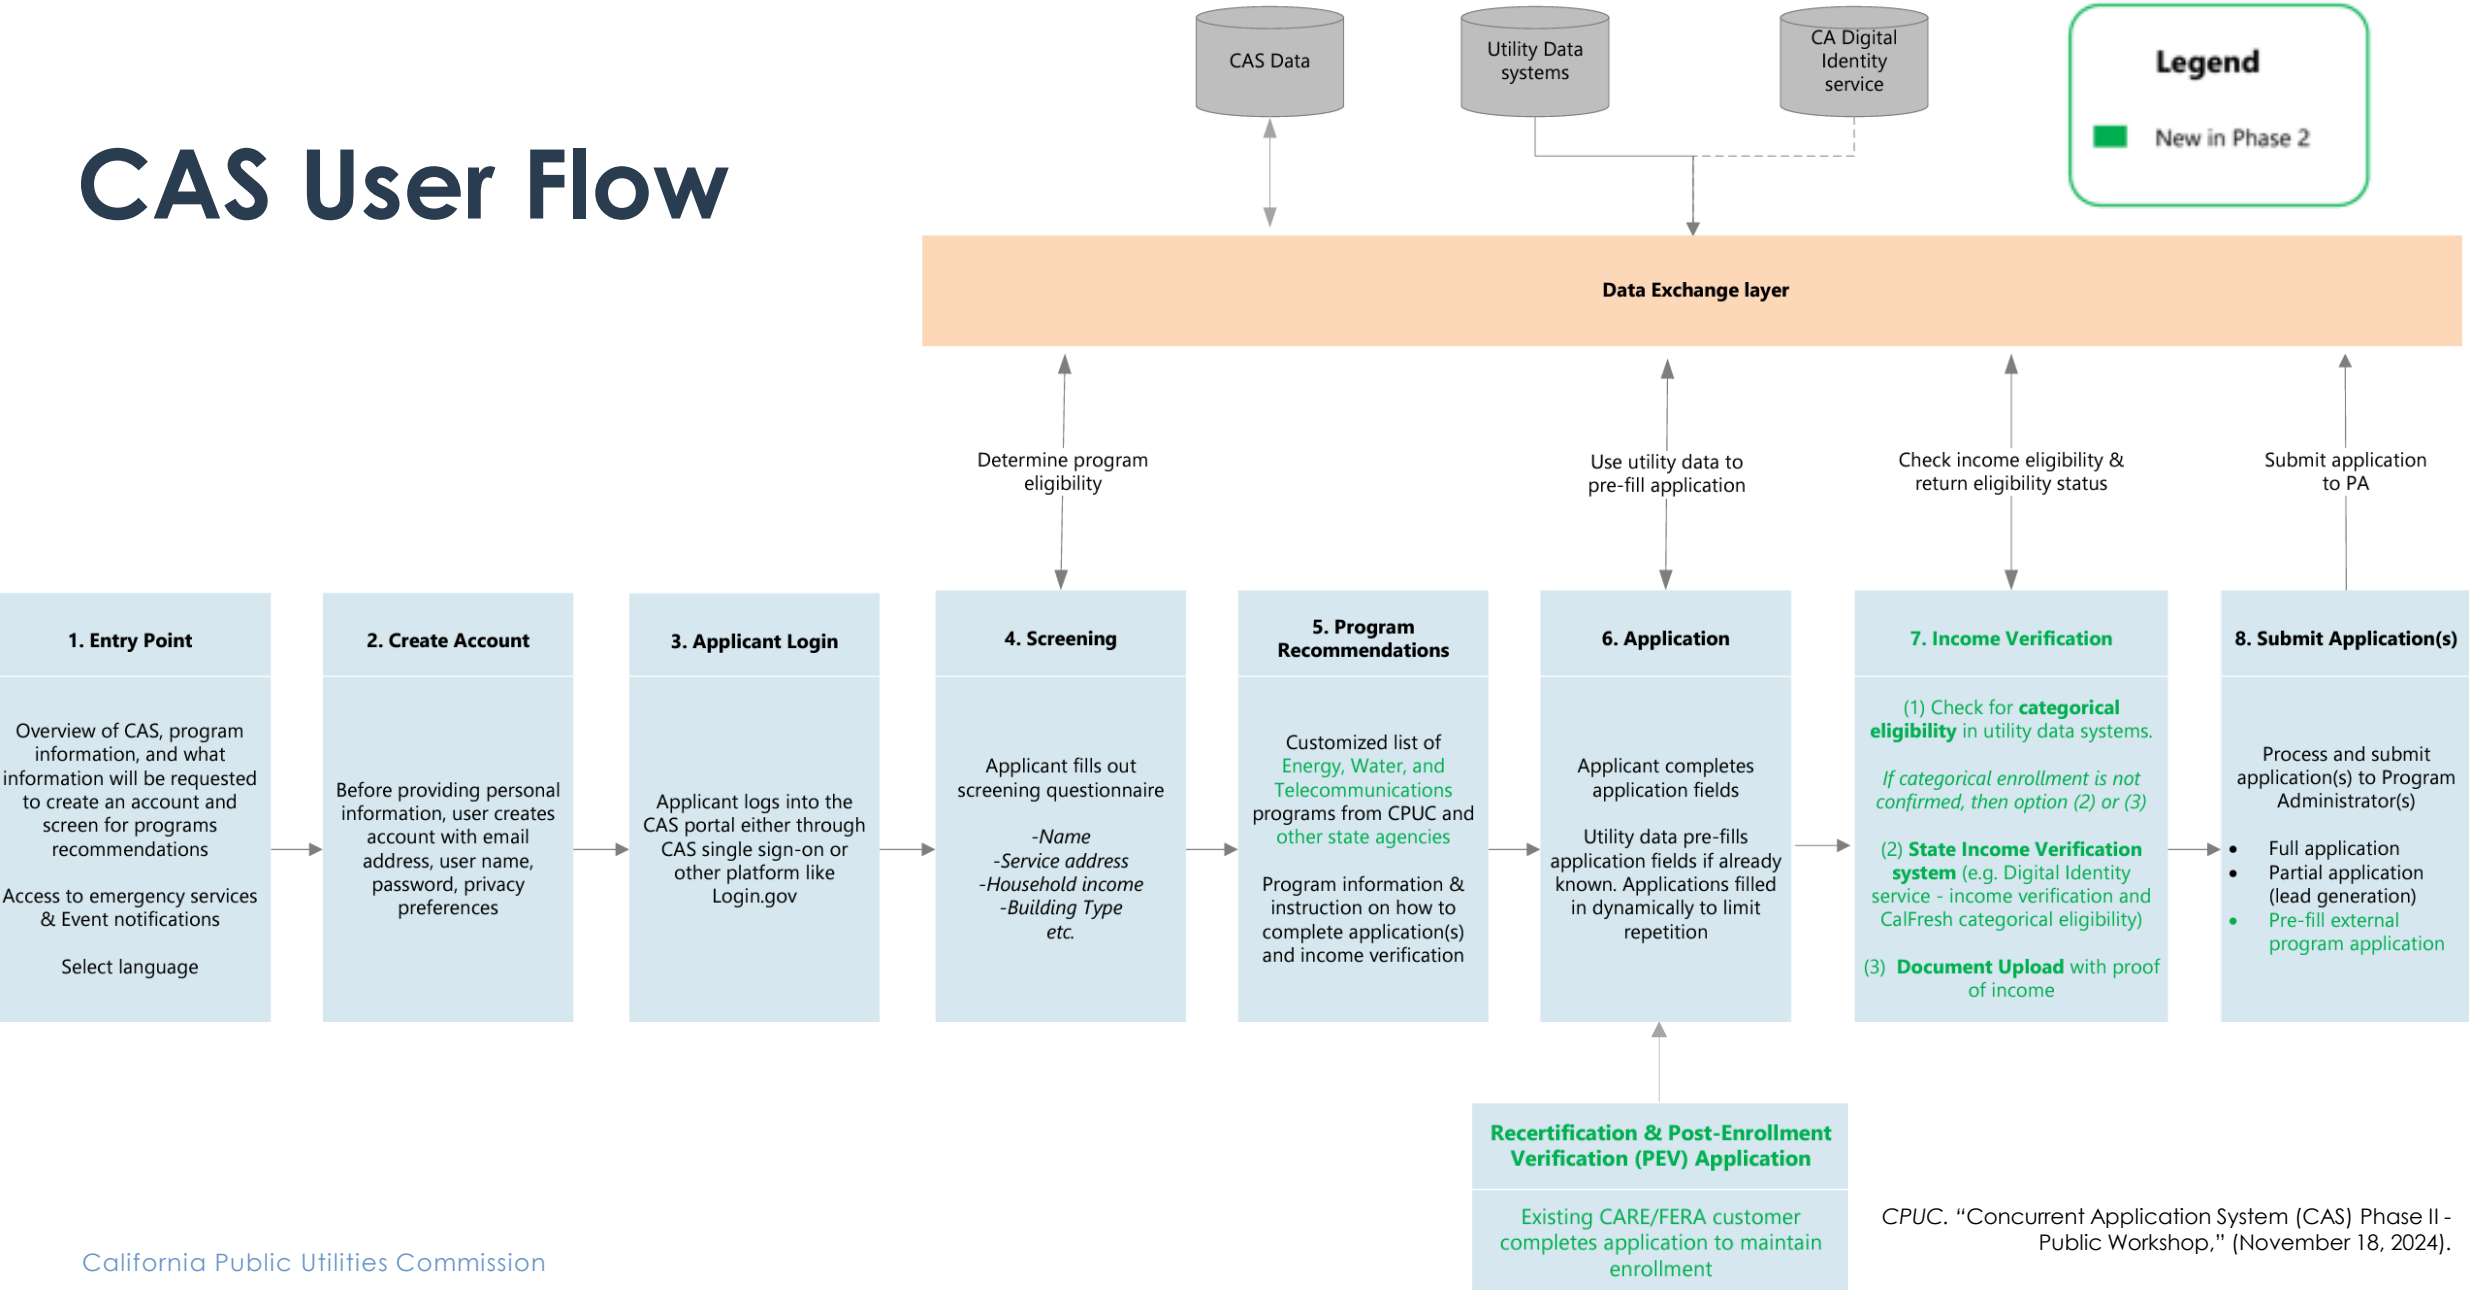 CAS User Flow
CAS Data
Utility Data
systems
CA Digital
Identity
service
Legend
New in Phase 2
Data Exchange layer
Determine program
eligibility
Use utility data to
pre-fill application
Check income eligibility &
return eligibility status
Submit application
to PA
1. Entry Point
Overview of CAS, program
information, and what
information will be requested
to create an account and
screen for programs
recommendations
Access to emergency services
& Event notifications
Select language
2. Create Account
Before providing personal
information, user creates
account with email
address, user name,
password, privacy
preferences
3. Applicant Login
Applicant logs into the
CAS portal either through
CAS single sign-on or
other platform like
Login.gov
4. Screening
Applicant fills out
screening questionnaire
-Name
-Service address
-Household income
-Building Type
etc.
5. Program
Recommendations
Customized list of
Energy, Water, and
Telecommunications
programs from CPUC and
other state agencies
Program information &
instruction on how to
complete application(s)
and income verification
6. Application
Applicant completes
application fields
Utility data pre-fills
application fields if already
known. Applications filled
in dynamically to limit
repetition
7. Income Verification
(1) Check for categorical
eligibility in utility data systems.
If categorical enrollment is not
confirmed, then option (2) or (3)
(2) State Income Verification
system (e.g. Digital Identity
service - income verification and
CalFresh categorical eligibility)
(3) Document Upload with proof
of income
8. Submit Application(s)
Process and submit
application(s) to Program
Administrator(s)
• Full application
• Partial application
(lead generation)
• Pre-fill external
program application
Recertification & Post-Enrollment
Verification (PEV) Application
Existing CARE/FERA customer
completes application to maintain
enrollment
CPUC. “Concurrent Application System (CAS) Phase II -
Public Workshop,” (November 18, 2024).
California Public Utilities Commission